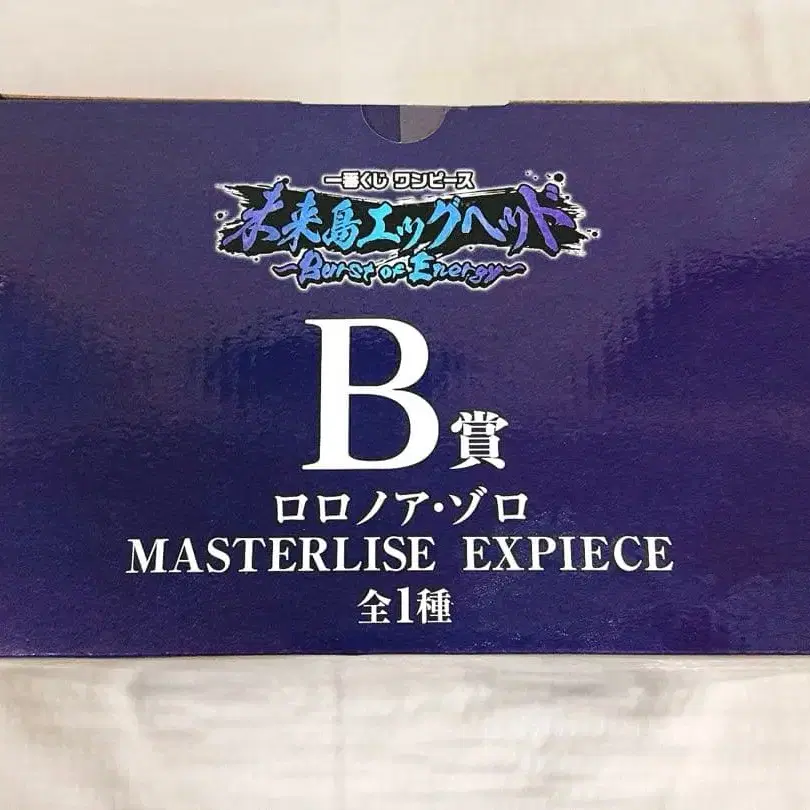 一番くじ ワンピース
未来島エッグヘッド
~Burst of Energy~
B賞
ロロノア・ゾロ
MASTERLISE EXPIECE
全1種